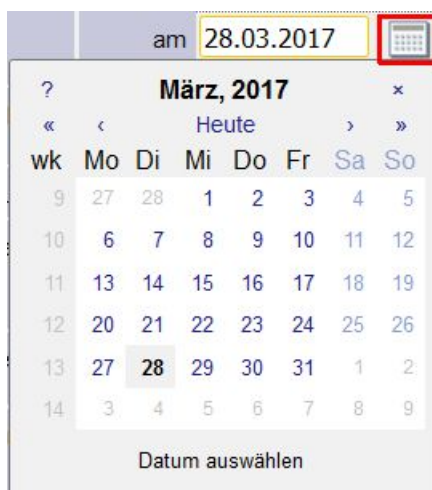 am 28.03.2017
? März, 2017 ×
« ‹ Heute › »
wk Mo Di Mi Do Fr Sa So
9 27 28 1 2 3 4 5
10 6 7 8 9 10 11 12
11 13 14 15 16 17 18 19
12 20 21 22 23 24 25 26
13 27 28 29 30 31 1 2
14 3 4 5 6 7 8 9
Datum auswählen